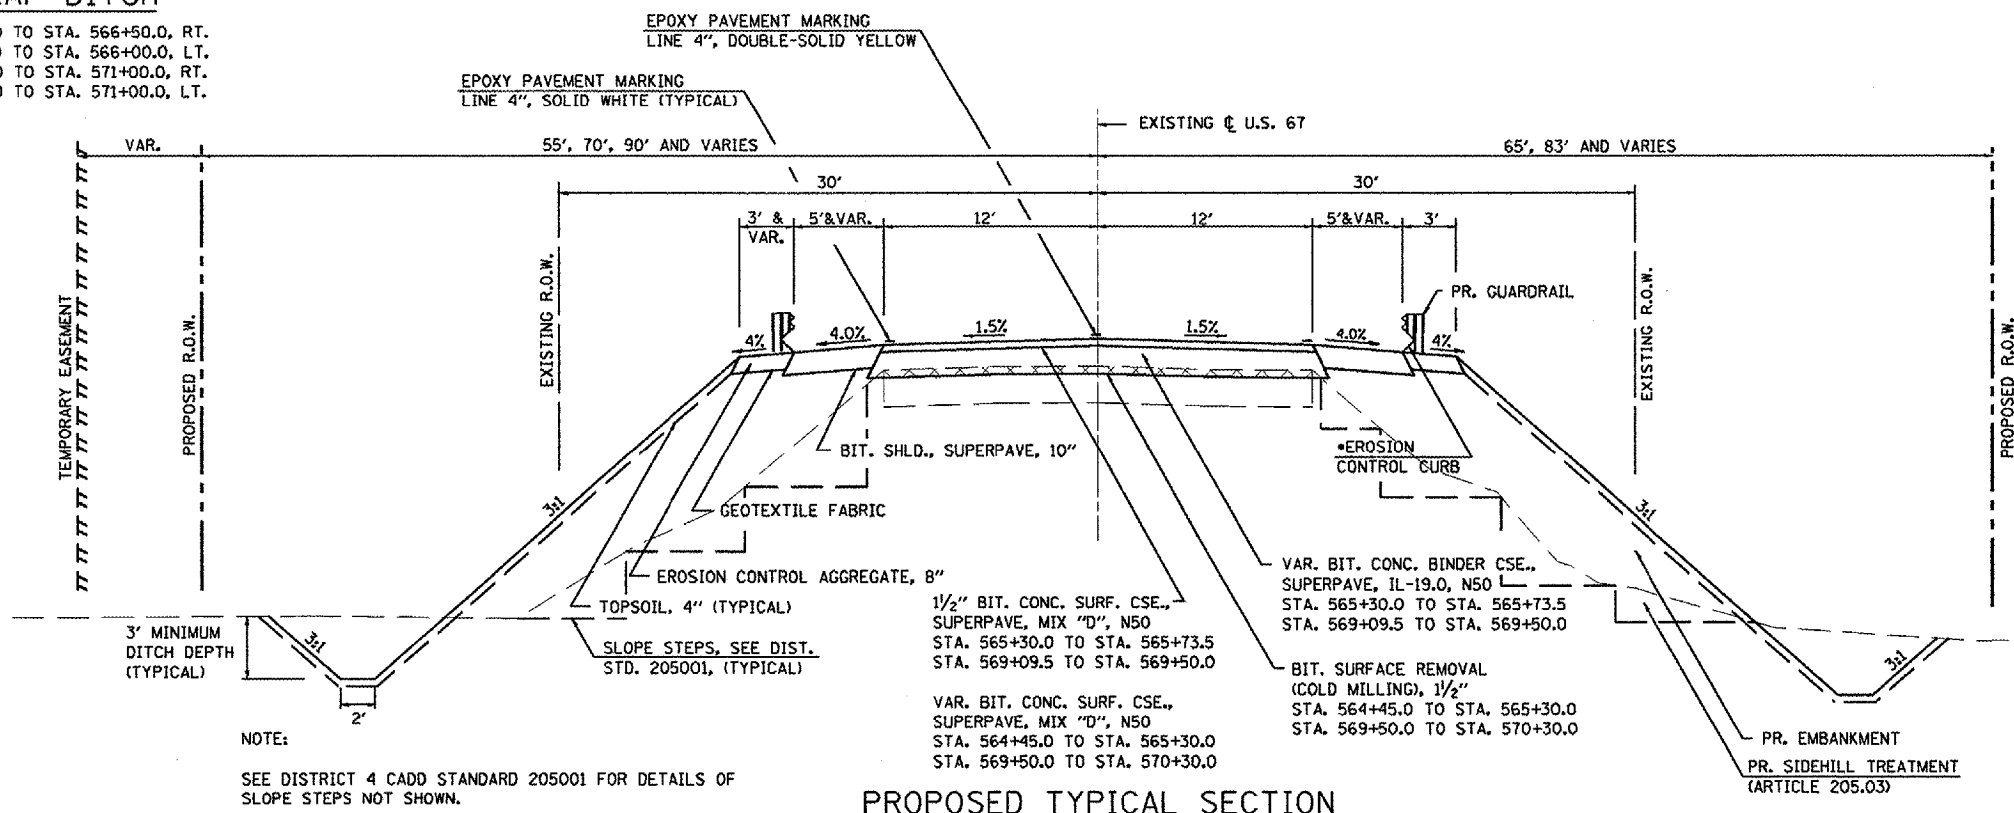 TO STA. 566+50.0, RT.
TO STA. 566+00.0, LT.
TO STA. 571+00.0, RT.
TO STA. 571+00.0, LT.
EPOXY PAVEMENT MARKING
LINE 4", DOUBLE-SOLID YELLOW
EPOXY PAVEMENT MARKING
LINE 4", SOLID WHITE (TYPICAL)
EXISTING ℄ U.S. 67
VAR.
55', 70', 90' AND VARIES
65', 83' AND VARIES
30'
30'
3' &
VAR.
5'&VAR.
12'
12'
5'&VAR.
3'
TEMPORARY EASEMENT
PROPOSED R.O.W.
EXISTING R.O.W.
EXISTING R.O.W.
PROPOSED R.O.W.
PR. GUARDRAIL
4%
4.0%
1.5%
1.5%
4.0%
4%
BIT. SHLD., SUPERPAVE, 10"
*EROSION
CONTROL CURB
3:1
3:1
GEOTEXTILE FABRIC
EROSION CONTROL AGGREGATE, 8"
TOPSOIL, 4" (TYPICAL)
SLOPE STEPS, SEE DIST.
STD. 205001, (TYPICAL)
3' MINIMUM
DITCH DEPTH
(TYPICAL)
3:1
2'
3:1
1½" BIT. CONC. SURF. CSE.,
SUPERPAVE, MIX "D", N50
STA. 565+30.0 TO STA. 565+73.5
STA. 569+09.5 TO STA. 569+50.0
VAR. BIT. CONC. SURF. CSE.,
SUPERPAVE, MIX "D", N50
STA. 564+45.0 TO STA. 565+30.0
STA. 569+50.0 TO STA. 570+30.0
VAR. BIT. CONC. BINDER CSE.,
SUPERPAVE, IL-19.0, N50
STA. 565+30.0 TO STA. 565+73.5
STA. 569+09.5 TO STA. 569+50.0
BIT. SURFACE REMOVAL
(COLD MILLING), 1½"
STA. 564+45.0 TO STA. 565+30.0
STA. 569+50.0 TO STA. 570+30.0
PR. EMBANKMENT
PR. SIDEHILL TREATMENT
(ARTICLE 205.03)
NOTE:
SEE DISTRICT 4 CADD STANDARD 205001 FOR DETAILS OF
SLOPE STEPS NOT SHOWN.
PROPOSED TYPICAL SECTION